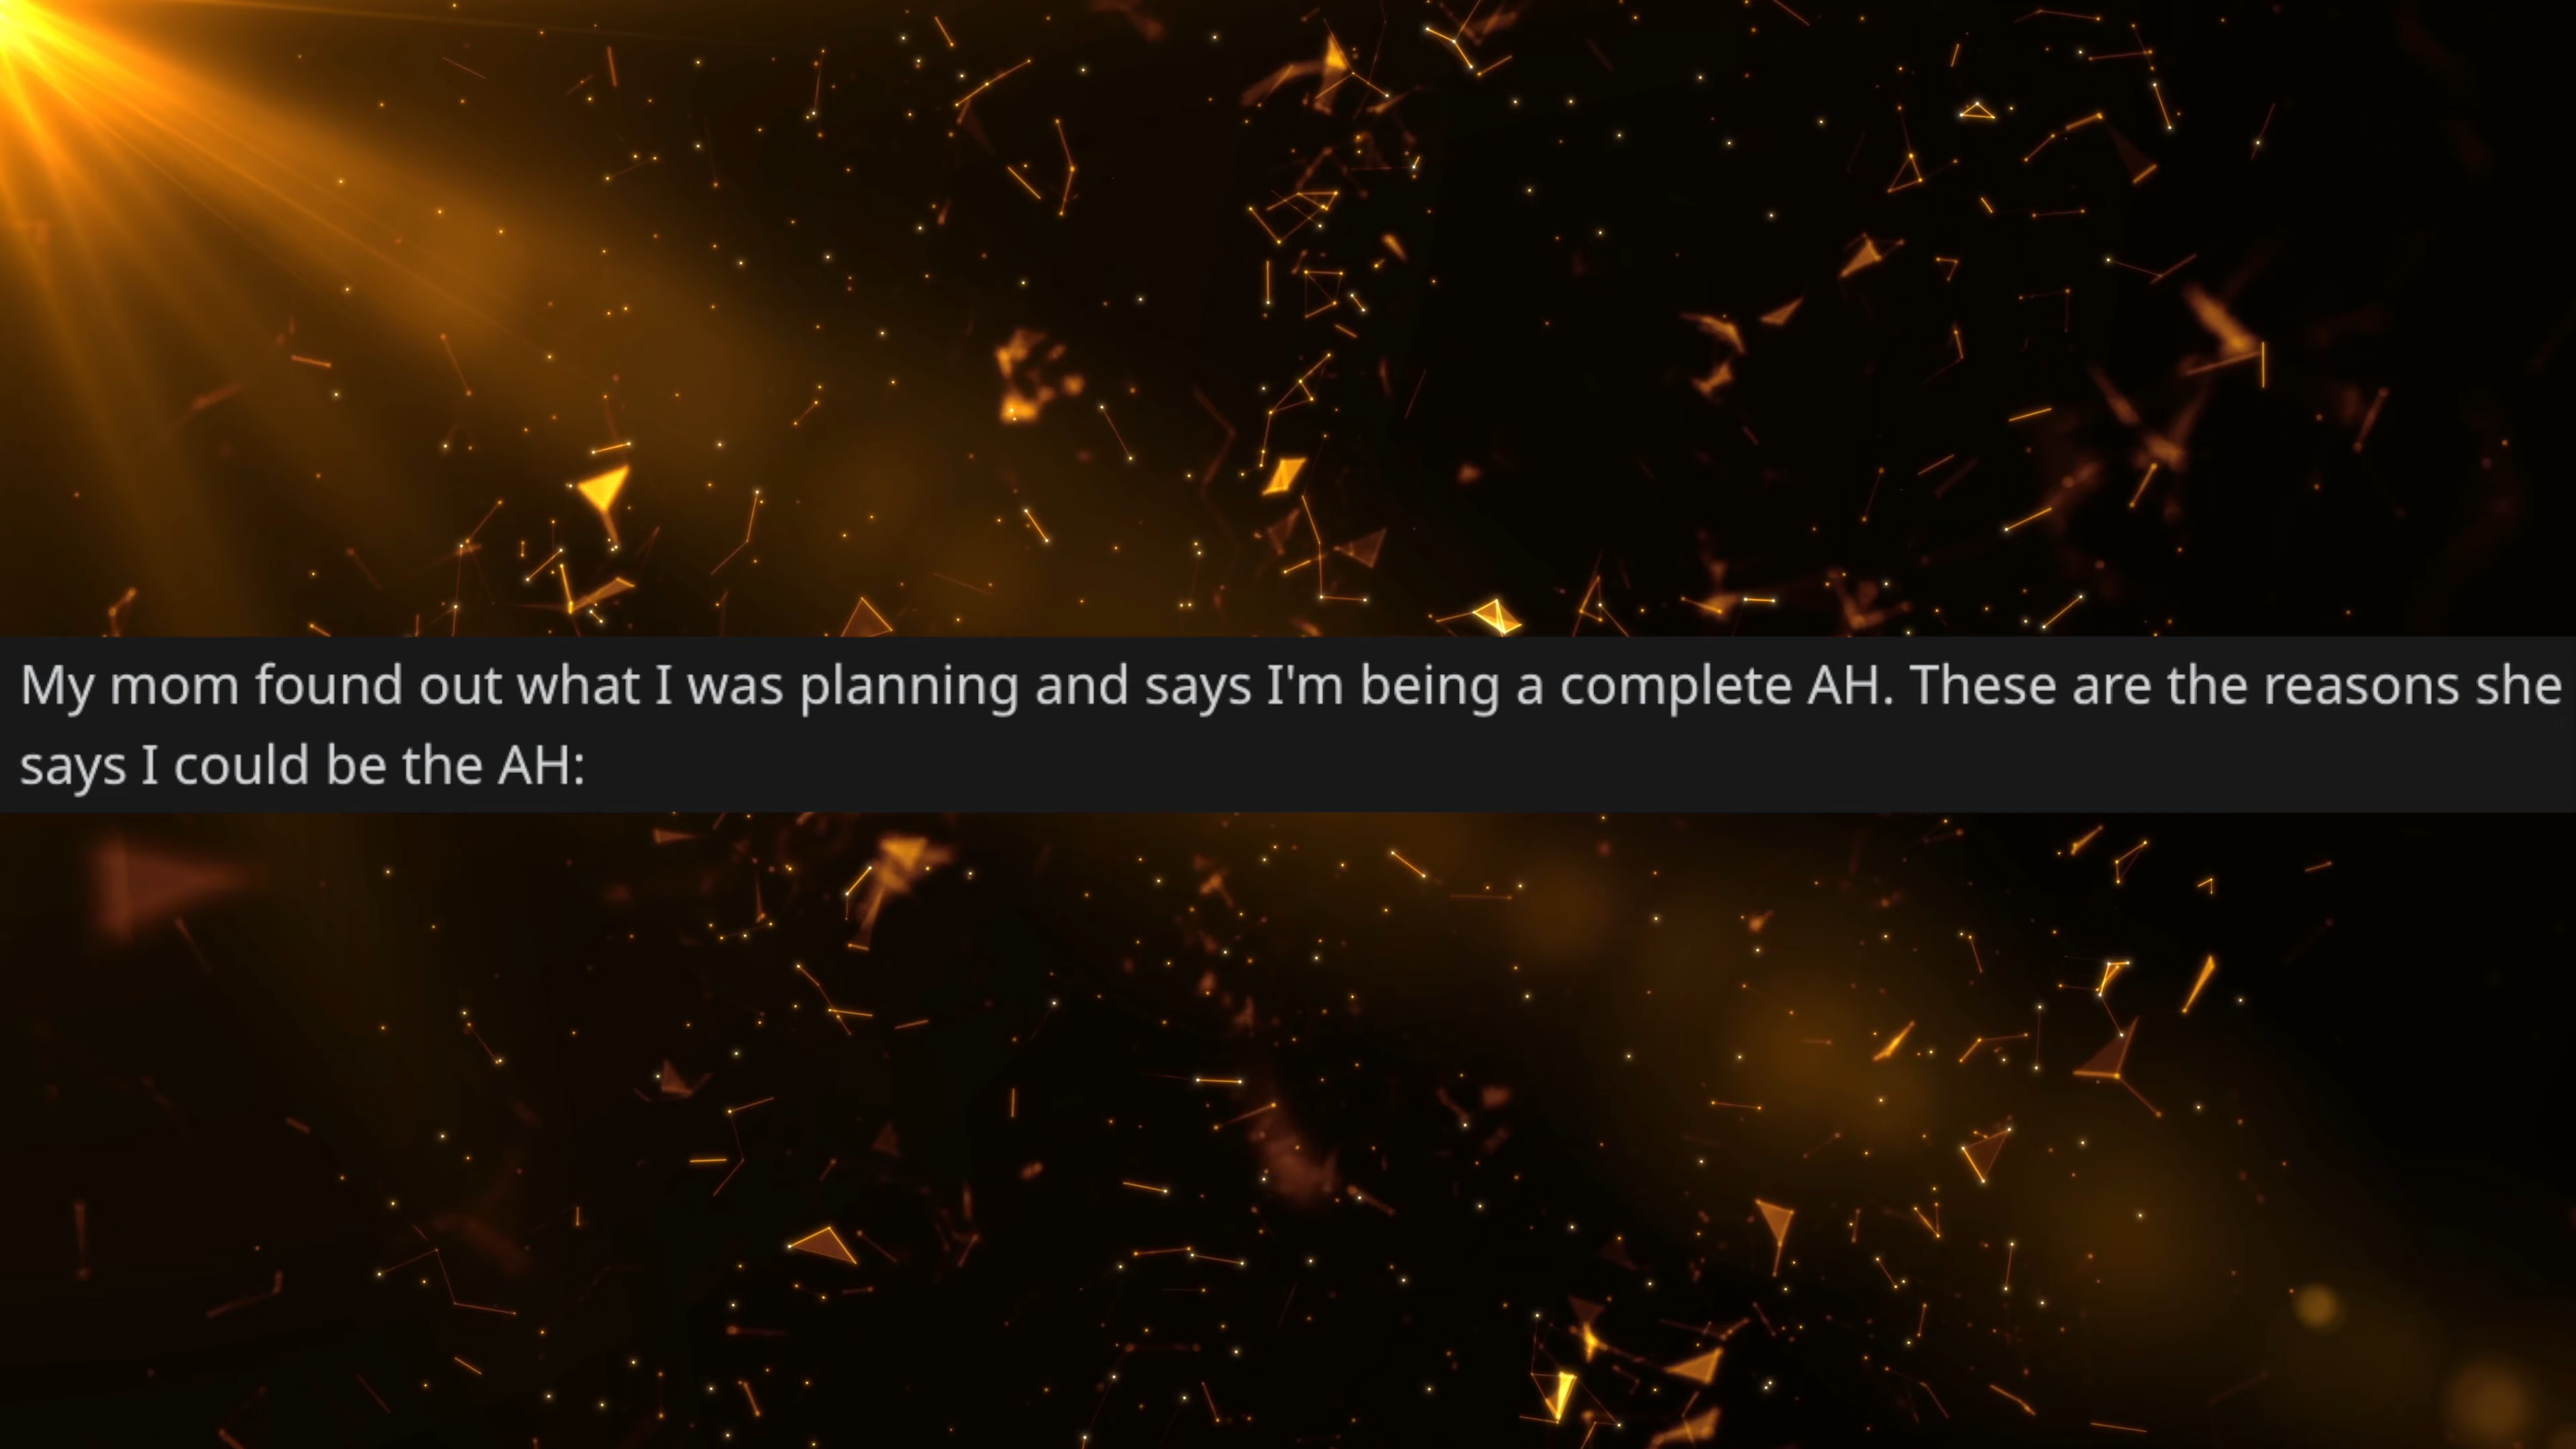 My mom found out what I was planning and says I'm being a complete AH. These are the reasons she
says I could be the AH: